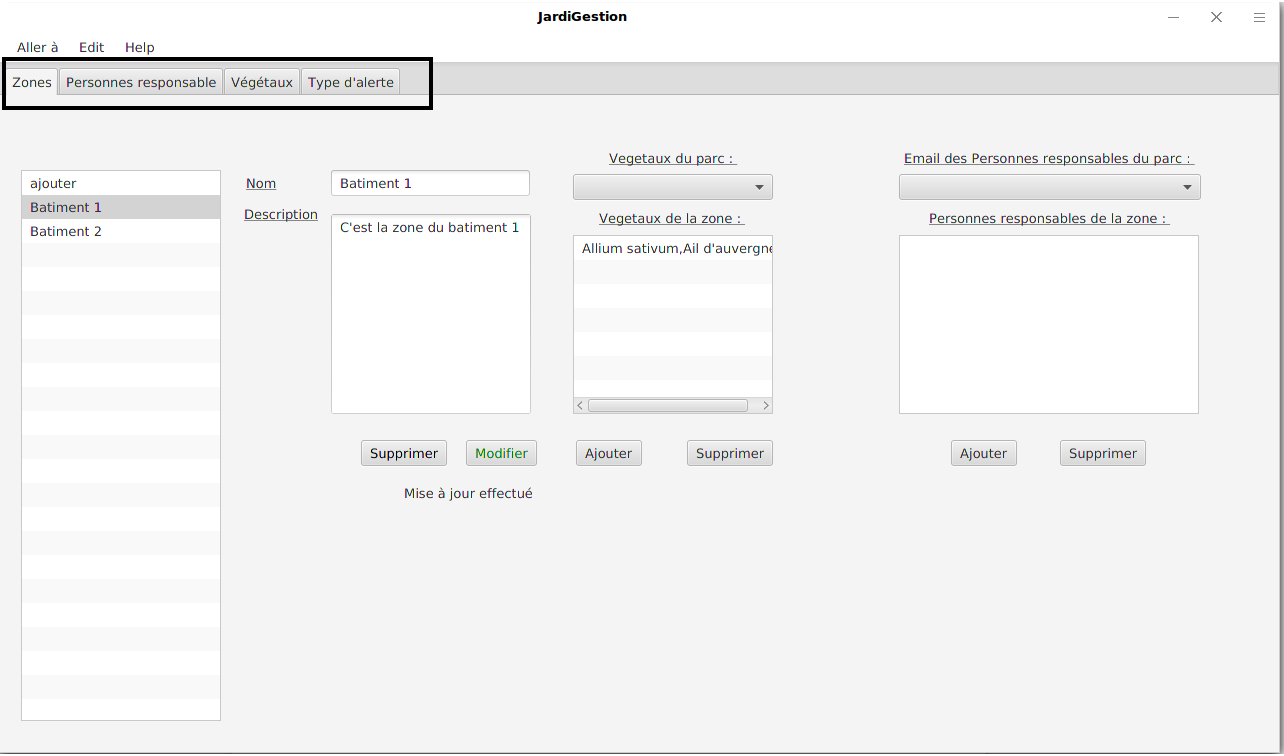 JardiGestion
Aller à Edit Help
Zones Personnes responsable Végétaux Type d'alerte
Vegetaux du parc :
Email des Personnes responsables du parc :
ajouter
Batiment 1
Batiment 2
Nom
Batiment 1
Description
C'est la zone du batiment 1
Vegetaux de la zone :
Allium sativum,Ail d'auvergne
Personnes responsables de la zone :
Supprimer Modifier Ajouter Supprimer Ajouter Supprimer
Mise à jour effectué